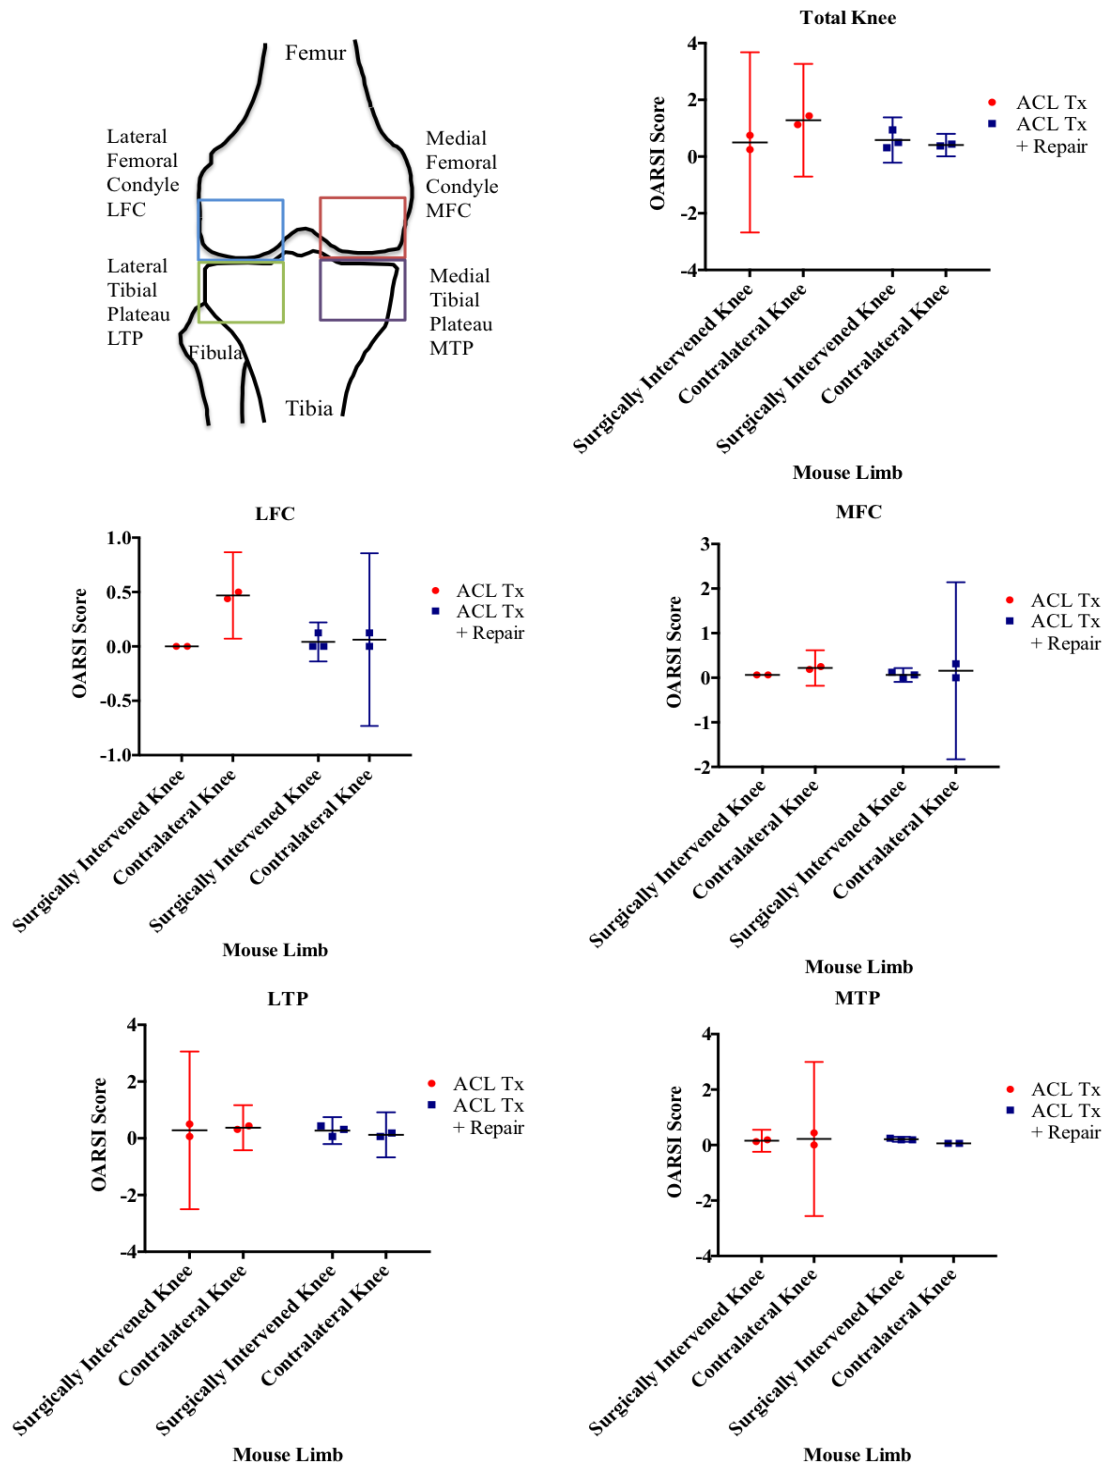 Femur
Lateral
Femoral
Condyle
LFC
Medial
Femoral
Condyle
MFC
Lateral
Tibial
Plateau
LTP
Medial
Tibial
Plateau
MTP
Fibula
Tibia
Total Knee
OARSI Score
4
2
0
-2
-4
Surgically Intervened Knee
Contralateral Knee
Surgically Intervened Knee
Contralateral Knee
Mouse Limb
ACL Tx
ACL Tx
+ Repair
LFC
OARSI Score
1.0
0.5
0.0
-0.5
-1.0
Surgically Intervened Knee
Contralateral Knee
Surgically Intervened Knee
Contralateral Knee
Mouse Limb
ACL Tx
ACL Tx
+ Repair
MFC
OARSI Score
3
2
1
0
-1
-2
Surgically Intervened Knee
Contralateral Knee
Surgically Intervened Knee
Contralateral Knee
Mouse Limb
ACL Tx
ACL Tx
+ Repair
LTP
OARSI Score
4
2
0
-2
-4
Surgically Intervened Knee
Contralateral Knee
Surgically Intervened Knee
Contralateral Knee
Mouse Limb
ACL Tx
ACL Tx
+ Repair
MTP
OARSI Score
4
2
0
-2
-4
Surgically Intervened Knee
Contralateral Knee
Surgically Intervened Knee
Contralateral Knee
Mouse Limb
ACL Tx
ACL Tx
+ Repair